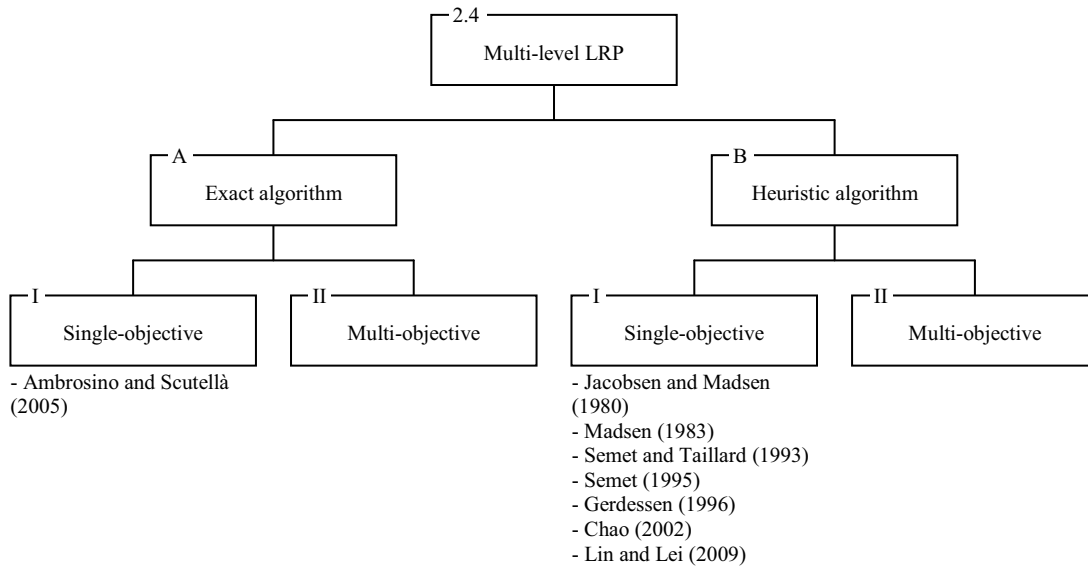 2.4
Multi-level LRP
A
Exact algorithm
B
Heuristic algorithm
I
Single-objective
II
Multi-objective
I
Single-objective
II
Multi-objective
- Ambrosino and Scutellà
(2005)
- Jacobsen and Madsen
(1980)
- Madsen (1983)
- Semet and Taillard (1993)
- Semet (1995)
- Gerdessen (1996)
- Chao (2002)
- Lin and Lei (2009)